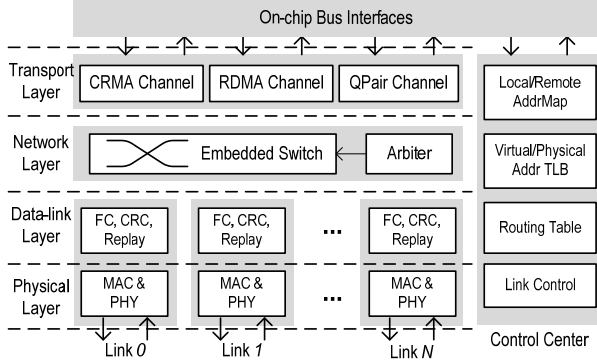 On-chip Bus Interfaces
Transport
Layer
CRMA Channel
RDMA Channel
QPair Channel
Local/Remote
AddrMap
Network
Layer
Embedded Switch
Arbiter
Virtual/Physical
Addr TLB
Data-link
Layer
FC, CRC,
Replay
FC, CRC,
Replay
...
FC, CRC,
Replay
Routing Table
Physical
Layer
MAC &
PHY
MAC &
PHY
...
MAC &
PHY
Link Control
Link 0
Link 1
Link N
Control Center